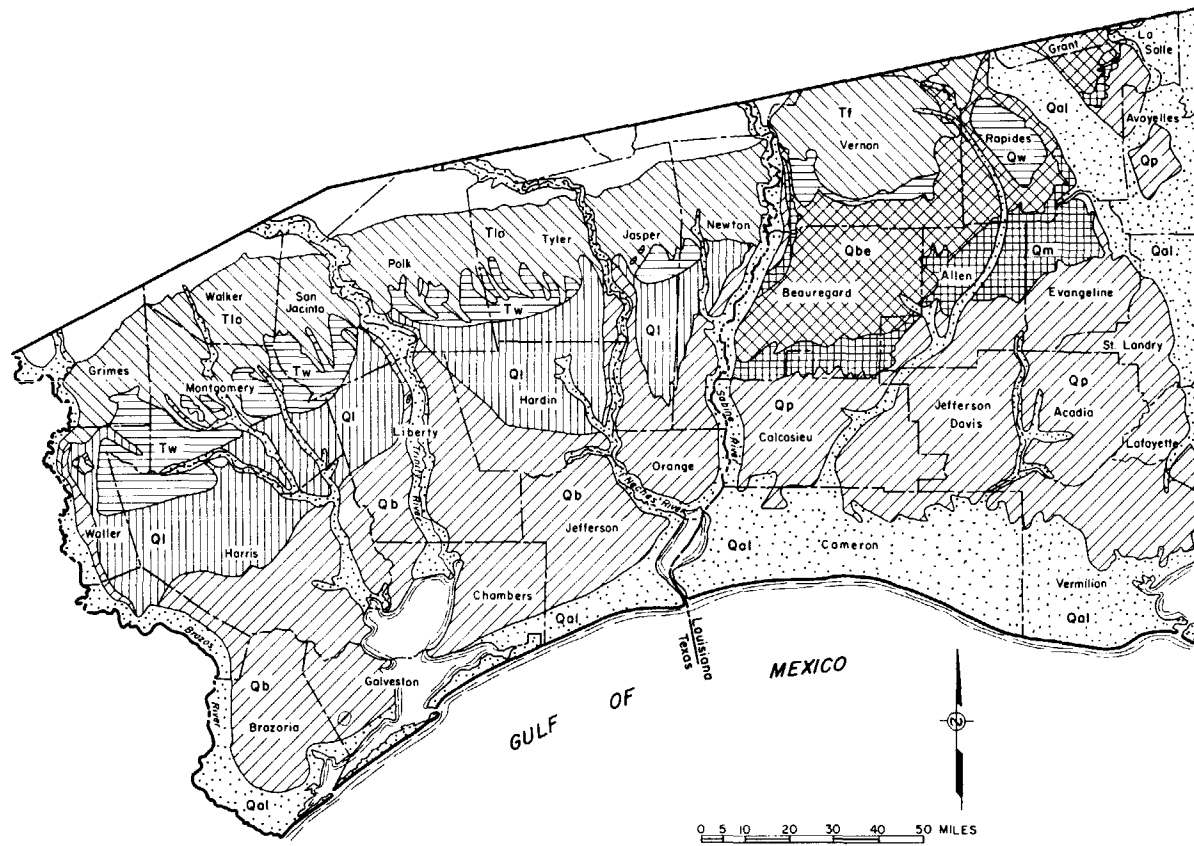 Grant
La
Salle
Qal
Tf
Vernon
Rapides
Qw
Avoyelles
Qp
Tlo
Tyler
Jasper
Newton
Polk
Qbe
Allen
Qm
Qal
Walker
Tlo
San
Jacinto
Tw
Beauregard
Evangeline
Grimes
Montgomery
Tw
Ql
Ql
Hardin
Ql
St. Landry
Sabine River
Qp
Calcasieu
Jefferson
Davis
Qp
Acadia
Liberty
Trinity River
Tw
Orange
Lafayette
Qb
Qb
Jefferson
Neches River
Waller
Ql
Harris
Qal
Cameron
Chambers
Qal
Vermilion
Qal
Brazos
River
Louisiana
Texas
Qb
Brazoria
Galveston
GULF OF MEXICO
Qal
0 5 10 20 30 40 50 MILES